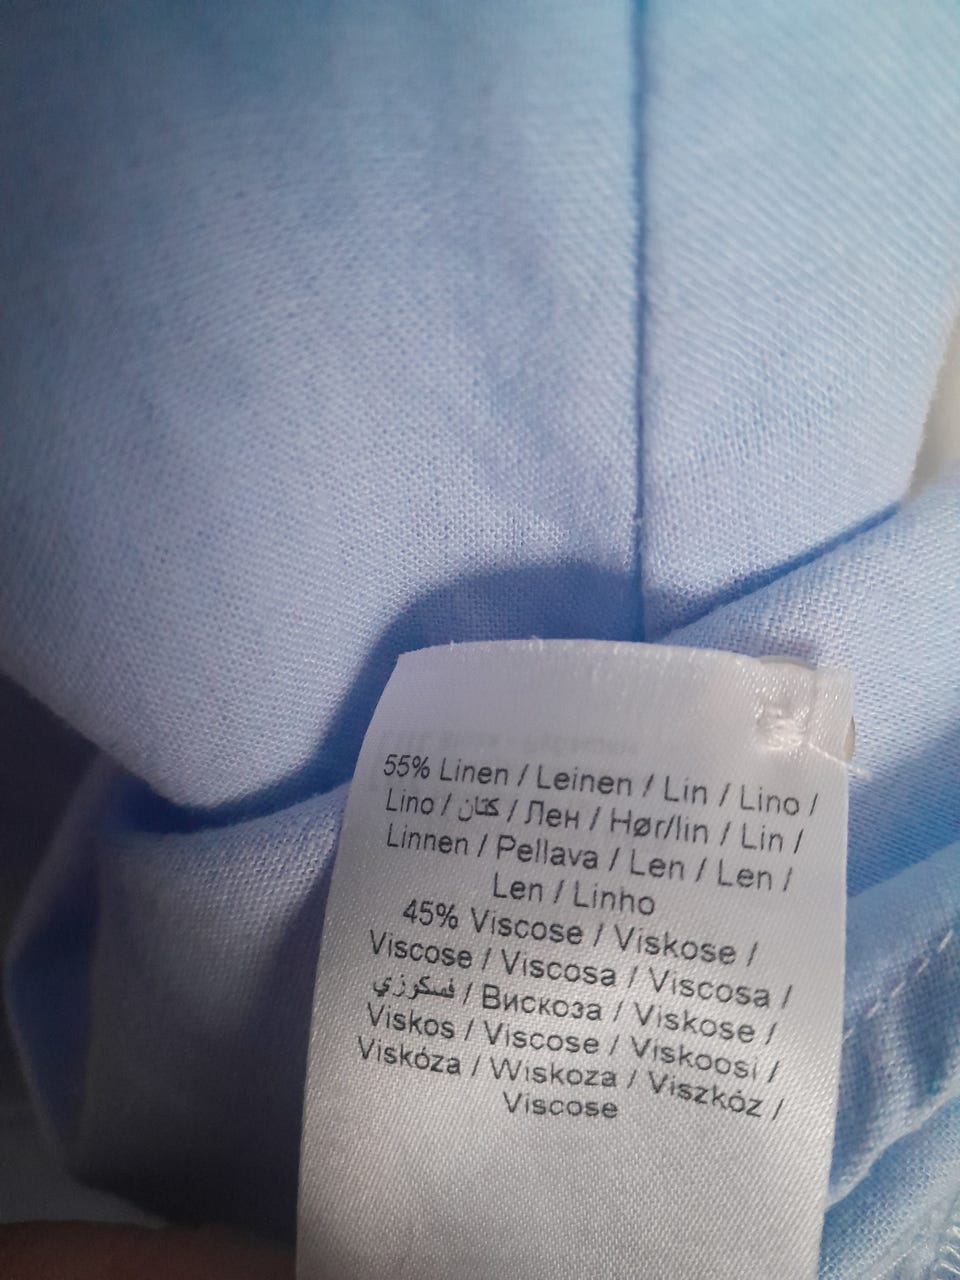 55% Linen / Leinen / Lin / Lino /
Lino / كتان / Лен / Hør/lin / Lin /
Linnen / Pellava / Len / Len /
Len / Linho
45% Viscose / Viskose /
Viscose / Viscosa / Viscosa /
فسكوزي / Вискоза / Viskose /
Viskos / Viscose / Viskoosi /
Viskóza / Wiskoza / Viszkóz /
Viscose